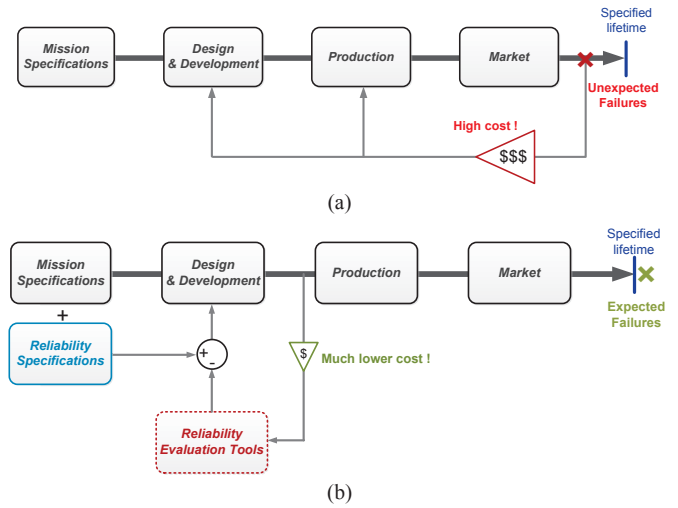 Specified
lifetime
Mission
Specifications
Design
& Development
Production
Market
Unexpected
Failures
High cost !
$$$
(a)
Specified
lifetime
Mission
Specifications
Design
& Development
Production
Market
Expected
Failures
+
Reliability
Specifications
+
-
$
Much lower cost !
Reliability
Evaluation Tools
(b)